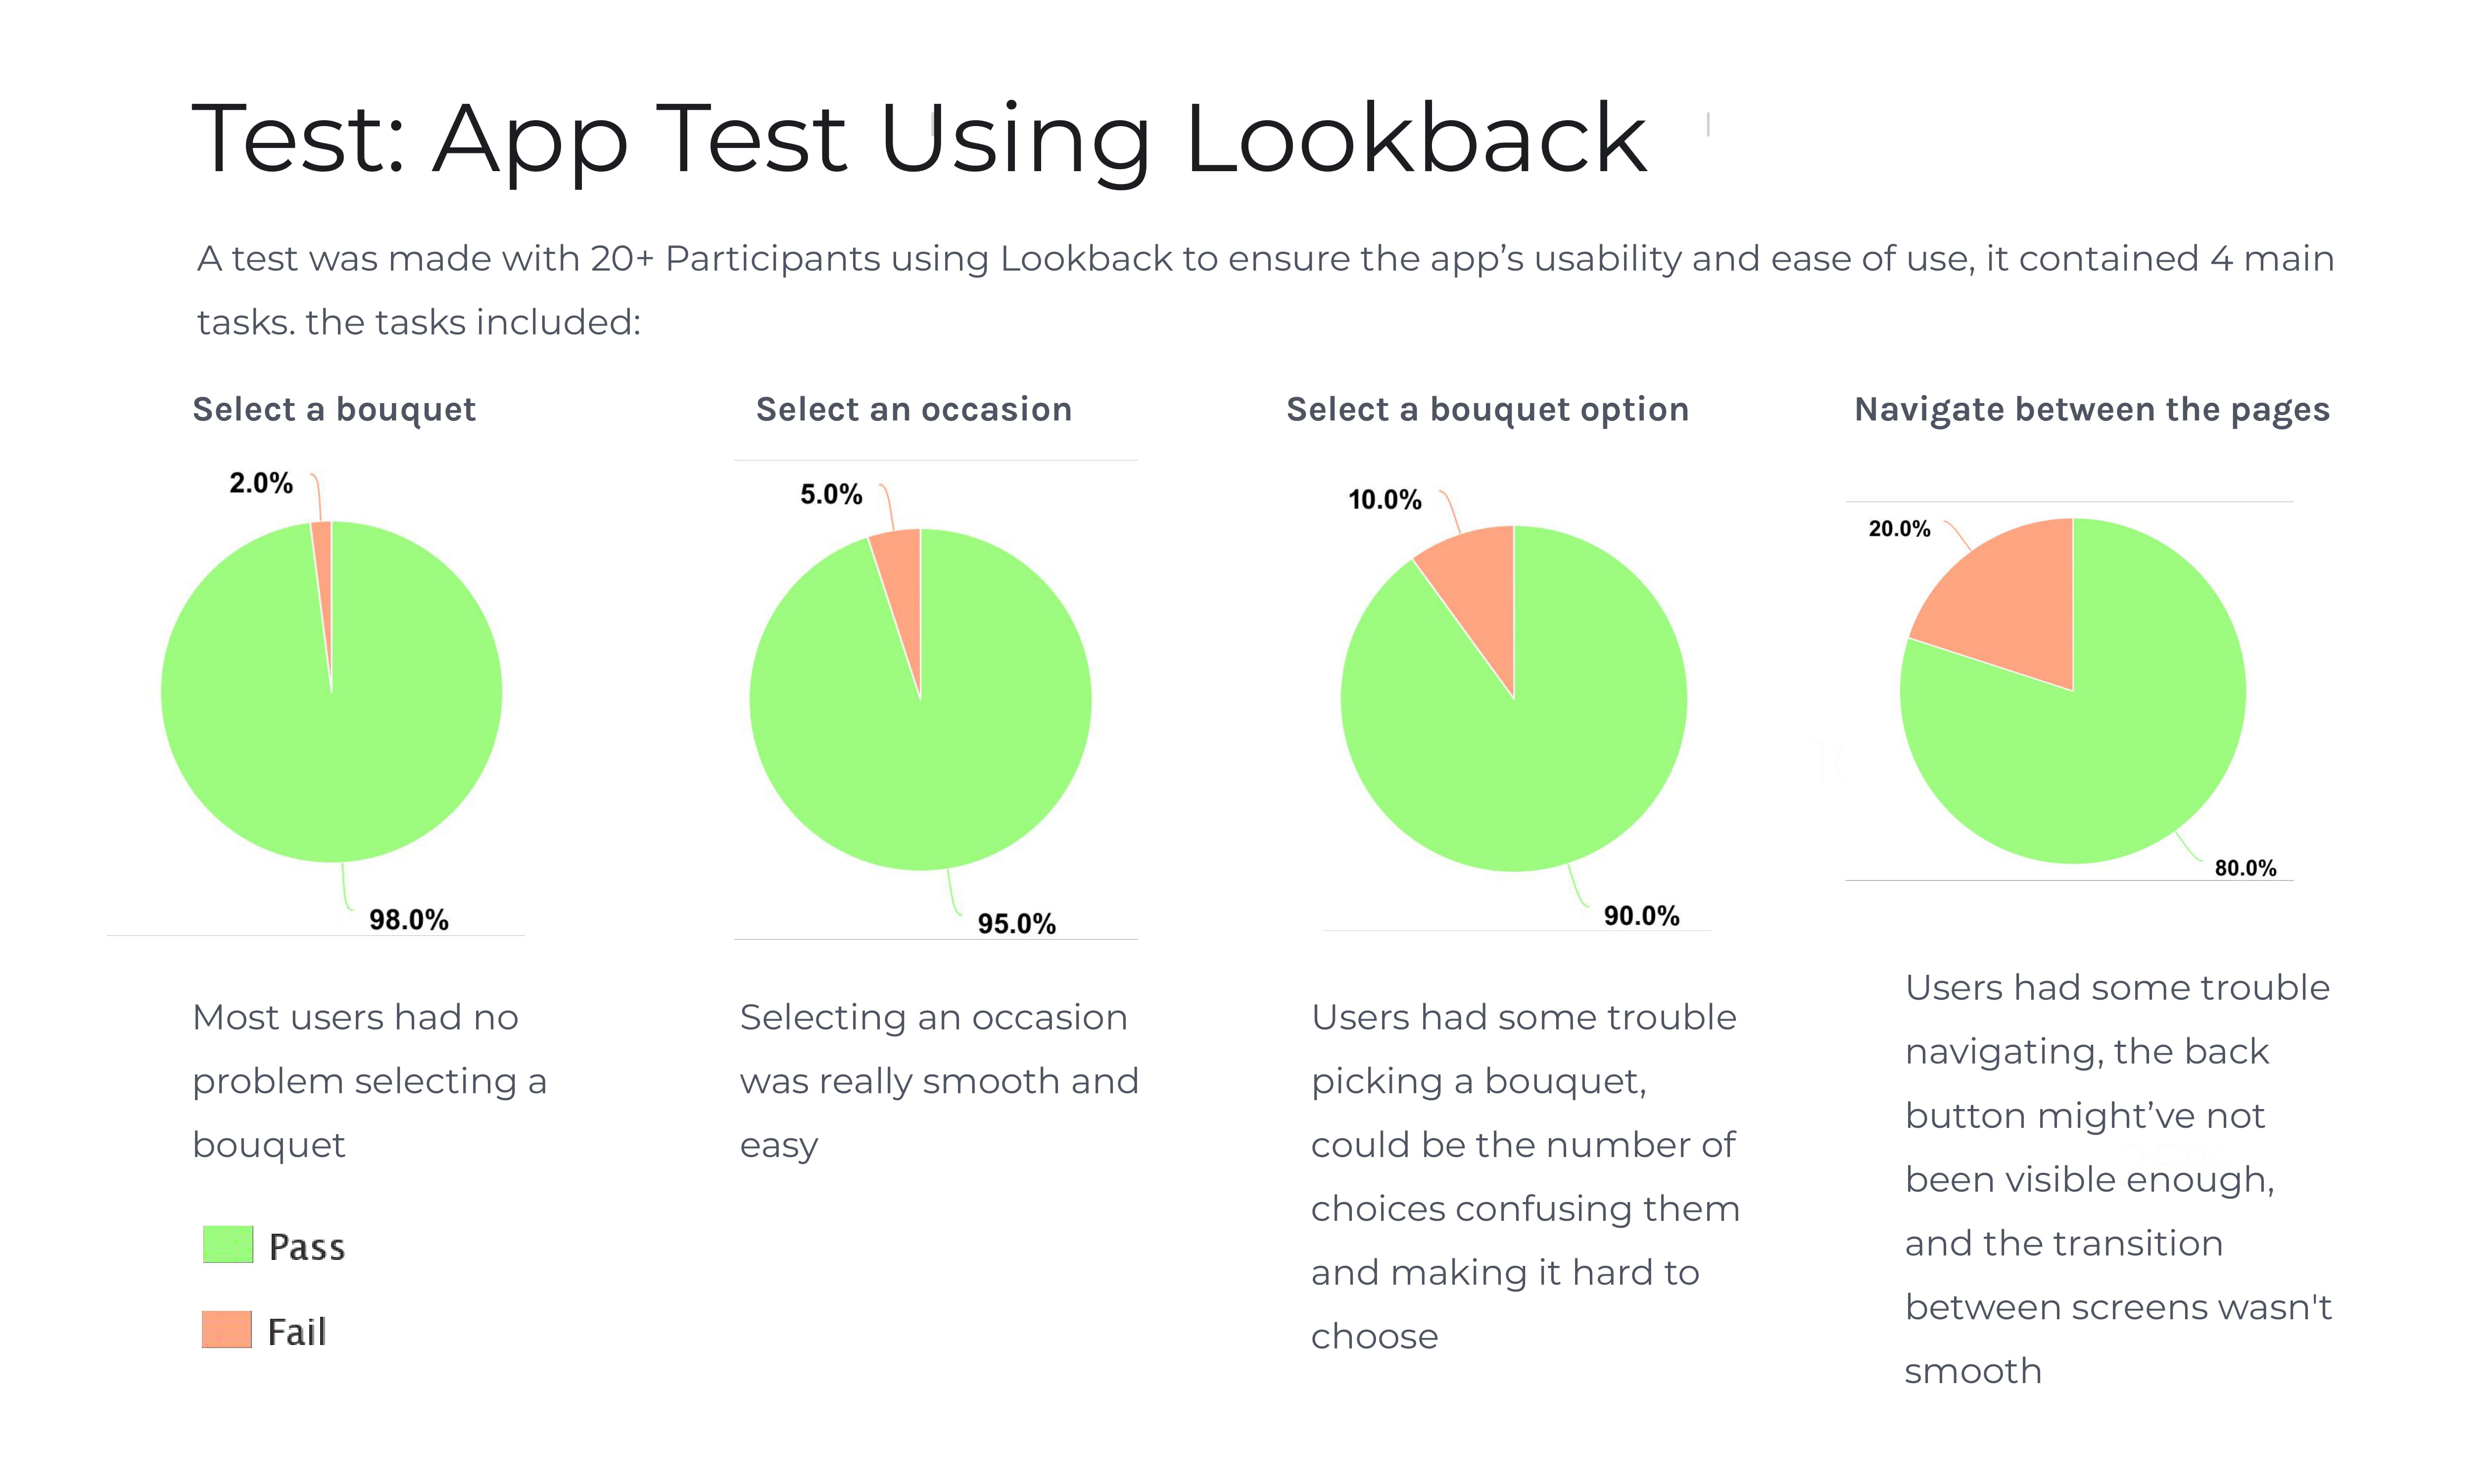 Test: App Test Using Lookback
A test was made with 20+ Participants using Lookback to ensure the app’s usability and ease of use, it contained 4 main
tasks. the tasks included:
Select a bouquet
2.0%
98.0%
Most users had no
problem selecting a
bouquet
Pass
Fail
Select an occasion
5.0%
95.0%
Selecting an occasion
was really smooth and
easy
Select a bouquet option
10.0%
90.0%
Users had some trouble
picking a bouquet,
could be the number of
choices confusing them
and making it hard to
choose
Navigate between the pages
20.0%
80.0%
Users had some trouble
navigating, the back
button might’ve not
been visible enough,
and the transition
between screens wasn't
smooth